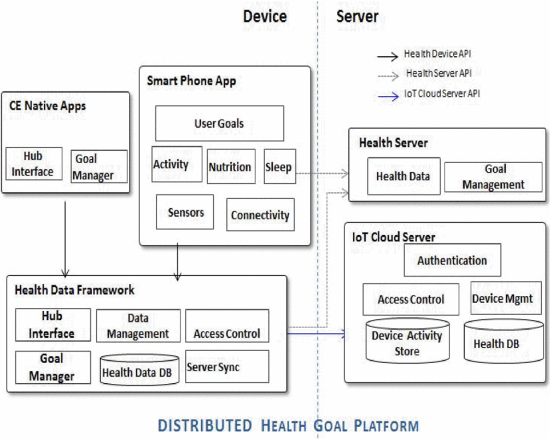 Device
Server
Health Device API
Health Server API
IoT Cloud Server API
CE Native Apps
Hub
Interface
Goal
Manager
Smart Phone App
User Goals
Activity
Nutrition
Sleep
Sensors
Connectivity
Health Server
Health Data
Goal
Management
IoT Cloud Server
Authentication
Access Control
Device Mgmt
Device Activity
Store
Health DB
Health Data Framework
Hub
Interface
Data
Management
Access Control
Goal
Manager
Health Data DB
Server Sync
DISTRIBUTED HEALTH GOAL PLATFORM